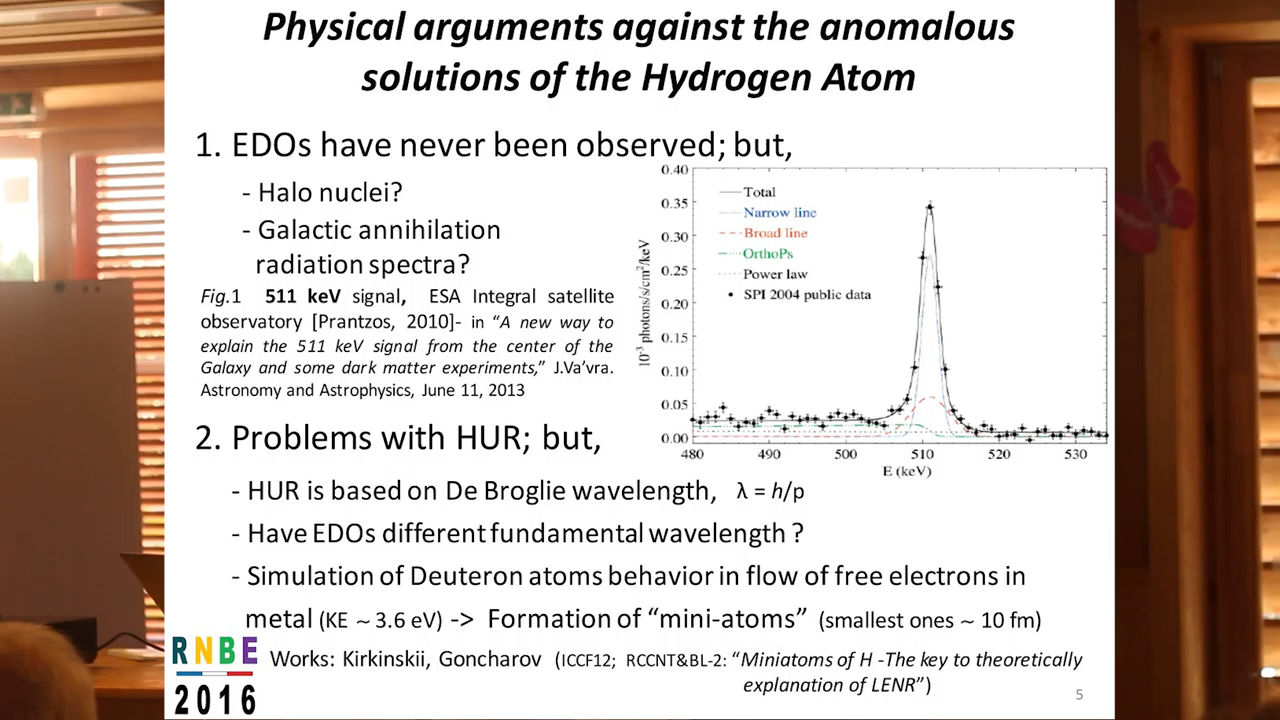 Physical arguments against the anomalous
solutions of the Hydrogen Atom
1. EDOs have never been observed; but,
- Halo nuclei?
- Galactic annihilation
radiation spectra?
Fig.1 511 keV signal, ESA Integral satellite
observatory [Prantzos, 2010]- in “A new way to
explain the 511 keV signal from the center of the
Galaxy and some dark matter experiments,” J.Va’vra.
Astronomy and Astrophysics, June 11, 2013
0.40
0.35
0.30
0.25
0.20
0.15
0.10
0.05
0.00
10⁻³ photons/s/cm²/keV
Total
Narrow line
Broad line
OrthoPs
Power law
SPI 2004 public data
480 490 500 510 520 530
E (keV)
2. Problems with HUR; but,
- HUR is based on De Broglie wavelength, λ = h/p
- Have EDOs different fundamental wavelength ?
- Simulation of Deuteron atoms behavior in flow of free electrons in
metal (KE ~ 3.6 eV) -> Formation of “mini-atoms” (smallest ones ~ 10 fm)
Works: Kirkinskii, Goncharov (ICCF12; RCCNT&BL-2: “Miniatoms of H -The key to theoretically
explanation of LENR”)
RNBE
2016
5